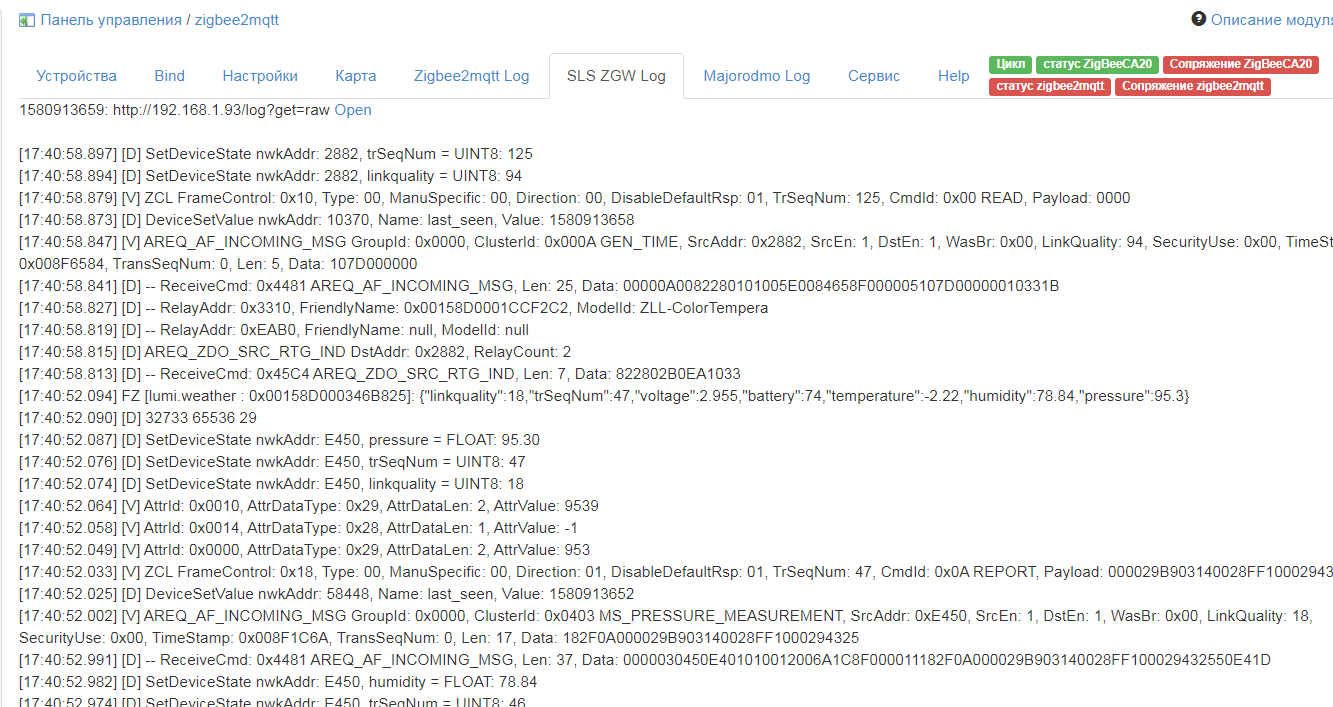 Панель управления / zigbee2mqtt
Описание модуля
Устройства Bind Настройки Карта Zigbee2mqtt Log SLS ZGW Log Majorodmo Log Сервис Help
Цикл статус ZigBeeCA20 Сопряжение ZigBeeCA20
статус zigbee2mqtt Сопряжение zigbee2mqtt
1580913659: http://192.168.1.93/log?get=raw Open
[17:40:58.897] [D] SetDeviceState nwkAddr: 2882, trSeqNum = UINT8: 125
[17:40:58.894] [D] SetDeviceState nwkAddr: 2882, linkquality = UINT8: 94
[17:40:58.879] [V] ZCL FrameControl: 0x10, Type: 00, ManuSpecific: 00, Direction: 00, DisableDefaultRsp: 01, TrSeqNum: 125, CmdId: 0x00 READ, Payload: 0000
[17:40:58.873] [D] DeviceSetValue nwkAddr: 10370, Name: last_seen, Value: 1580913658
[17:40:58.847] [V] AREQ_AF_INCOMING_MSG GroupId: 0x0000, ClusterId: 0x000A GEN_TIME, SrcAddr: 0x2882, SrcEn: 1, DstEn: 1, WasBr: 0x00, LinkQuality: 94, SecurityUse: 0x00, TimeSt
0x008F6584, TransSeqNum: 0, Len: 5, Data: 107D000000
[17:40:58.841] [D] -- ReceiveCmd: 0x4481 AREQ_AF_INCOMING_MSG, Len: 25, Data: 00000A0082280101005E0084658F000005107D00000010331B
[17:40:58.827] [D] -- RelayAddr: 0x3310, FriendlyName: 0x00158D0001CCF2C2, ModelId: ZLL-ColorTempera
[17:40:58.819] [D] -- RelayAddr: 0xEAB0, FriendlyName: null, ModelId: null
[17:40:58.815] [D] AREQ_ZDO_SRC_RTG_IND DstAddr: 0x2882, RelayCount: 2
[17:40:58.813] [D] -- ReceiveCmd: 0x45C4 AREQ_ZDO_SRC_RTG_IND, Len: 7, Data: 822802B0EA1033
[17:40:52.094] FZ [lumi.weather : 0x00158D000346B825]: {"linkquality":18,"trSeqNum":47,"voltage":2.955,"battery":74,"temperature":-2.22,"humidity":78.84,"pressure":95.3}
[17:40:52.090] [D] 32733 65536 29
[17:40:52.087] [D] SetDeviceState nwkAddr: E450, pressure = FLOAT: 95.30
[17:40:52.076] [D] SetDeviceState nwkAddr: E450, trSeqNum = UINT8: 47
[17:40:52.074] [D] SetDeviceState nwkAddr: E450, linkquality = UINT8: 18
[17:40:52.064] [V] AttrId: 0x0010, AttrDataType: 0x29, AttrDataLen: 2, AttrValue: 9539
[17:40:52.058] [V] AttrId: 0x0014, AttrDataType: 0x28, AttrDataLen: 1, AttrValue: -1
[17:40:52.049] [V] AttrId: 0x0000, AttrDataType: 0x29, AttrDataLen: 2, AttrValue: 953
[17:40:52.033] [V] ZCL FrameControl: 0x18, Type: 00, ManuSpecific: 00, Direction: 01, DisableDefaultRsp: 01, TrSeqNum: 47, CmdId: 0x0A REPORT, Payload: 000029B903140028FF10002943
[17:40:52.025] [D] DeviceSetValue nwkAddr: 58448, Name: last_seen, Value: 1580913652
[17:40:52.002] [V] AREQ_AF_INCOMING_MSG GroupId: 0x0000, ClusterId: 0x0403 MS_PRESSURE_MEASUREMENT, SrcAddr: 0xE450, SrcEn: 1, DstEn: 1, WasBr: 0x00, LinkQuality: 18,
SecurityUse: 0x00, TimeStamp: 0x008F1C6A, TransSeqNum: 0, Len: 17, Data: 182F0A000029B903140028FF1000294325
[17:40:52.991] [D] -- ReceiveCmd: 0x4481 AREQ_AF_INCOMING_MSG, Len: 37, Data: 0000030450E401010012006A1C8F000011182F0A000029B903140028FF100029432550E41D
[17:40:52.982] [D] SetDeviceState nwkAddr: E450, humidity = FLOAT: 78.84
[17:40:52.974] [D] SetDeviceState nwkAddr: E450, trSeqNum = UINT8: 46